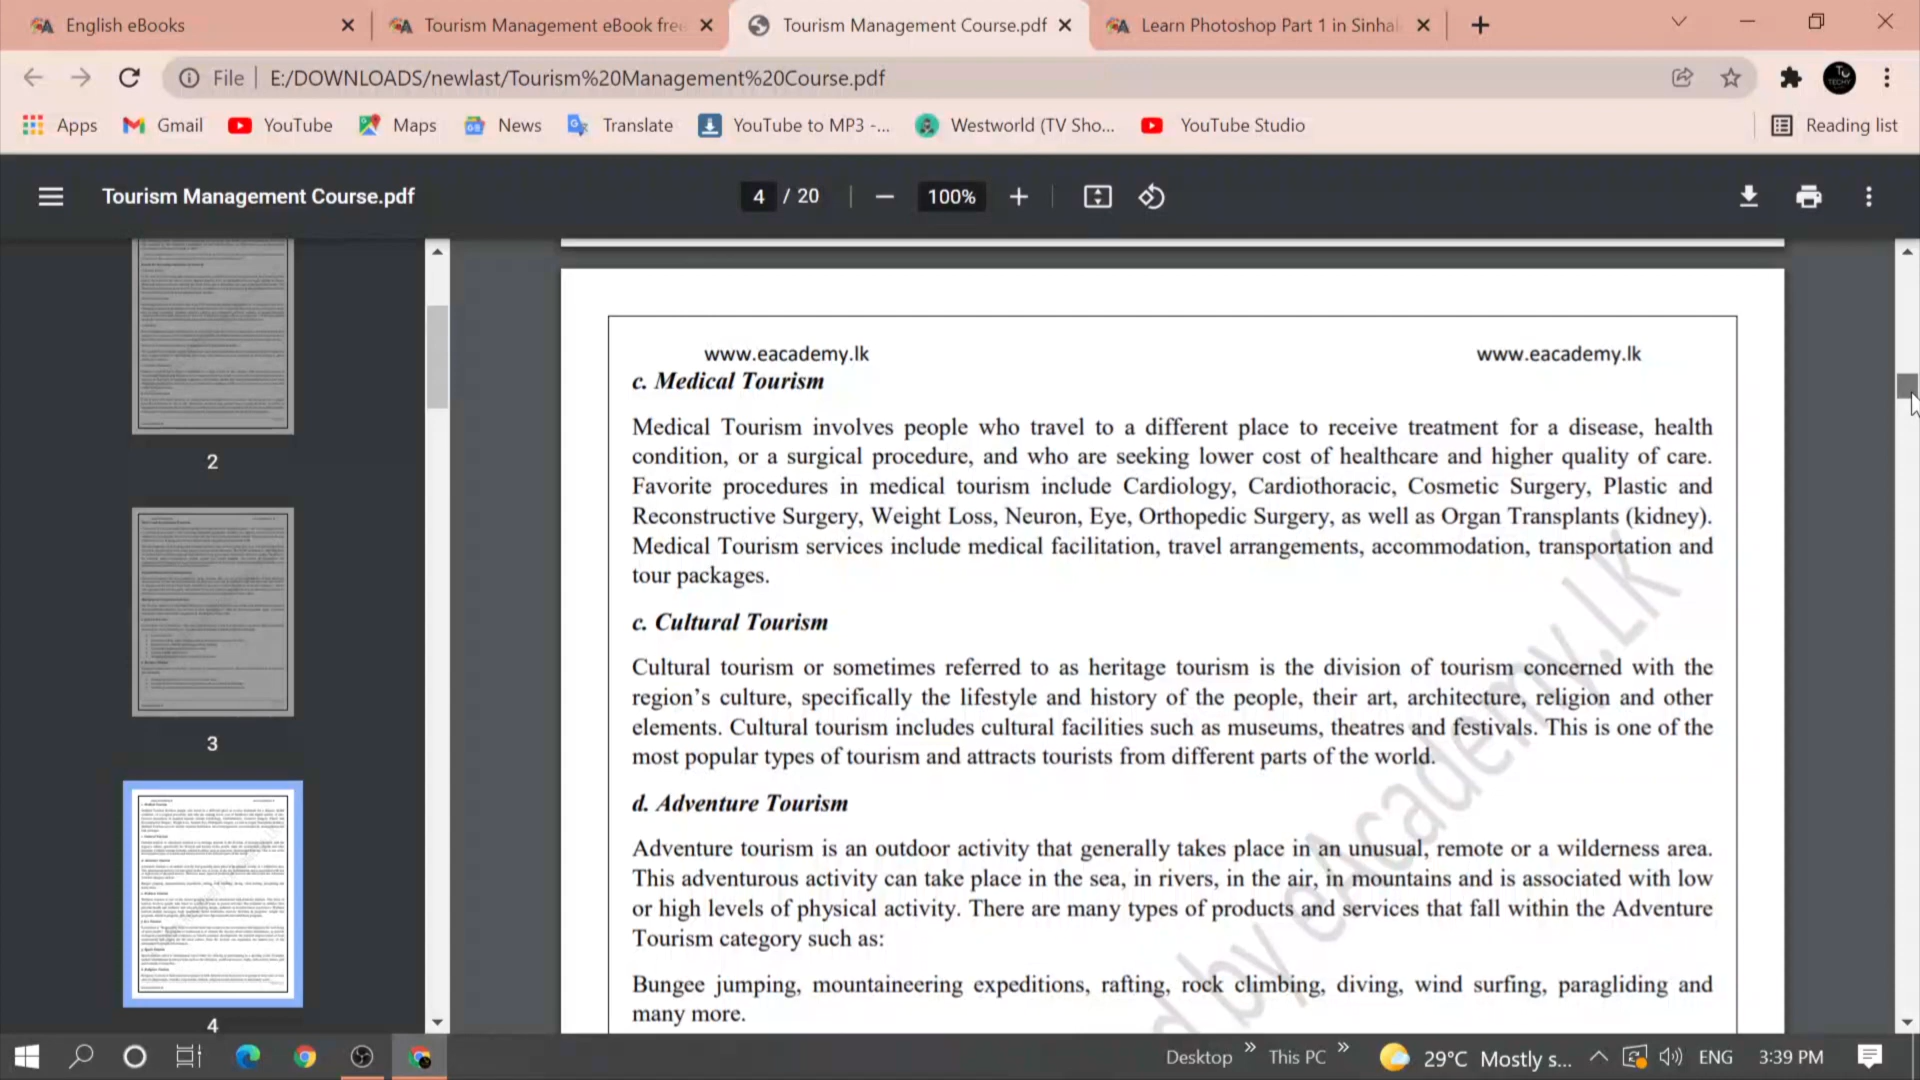 English eBooks
Tourism Management eBook free
Tourism Management Course.pdf
Learn Photoshop Part 1 in Sinhal
File
E:/DOWNLOADS/newlast/Tourism%20Management%20Course.pdf
Apps
Gmail
YouTube
Maps
News
Translate
YouTube to MP3 -...
Westworld (TV Sho...
YouTube Studio
Reading list
Tourism Management Course.pdf
4 / 20
100%
2
3
4
www.eacademy.lk
www.eacademy.lk
c. Medical Tourism
Medical Tourism involves people who travel to a different place to receive treatment for a disease, health
condition, or a surgical procedure, and who are seeking lower cost of healthcare and higher quality of care.
Favorite procedures in medical tourism include Cardiology, Cardiothoracic, Cosmetic Surgery, Plastic and
Reconstructive Surgery, Weight Loss, Neuron, Eye, Orthopedic Surgery, as well as Organ Transplants (kidney).
Medical Tourism services include medical facilitation, travel arrangements, accommodation, transportation and
tour packages.
c. Cultural Tourism
Cultural tourism or sometimes referred to as heritage tourism is the division of tourism concerned with the
region's culture, specifically the lifestyle and history of the people, their art, architecture, religion and other
elements. Cultural tourism includes cultural facilities such as museums, theatres and festivals. This is one of the
most popular types of tourism and attracts tourists from different parts of the world.
d. Adventure Tourism
Adventure tourism is an outdoor activity that generally takes place in an unusual, remote or a wilderness area.
This adventurous activity can take place in the sea, in rivers, in the air, in mountains and is associated with low
or high levels of physical activity. There are many types of products and services that fall within the Adventure
Tourism category such as:
Bungee jumping, mountaineering expeditions, rafting, rock climbing, diving, wind surfing, paragliding and
many more.
by eAcademy.LK
Desktop
This PC
29°C Mostly s...
ENG
3:39 PM